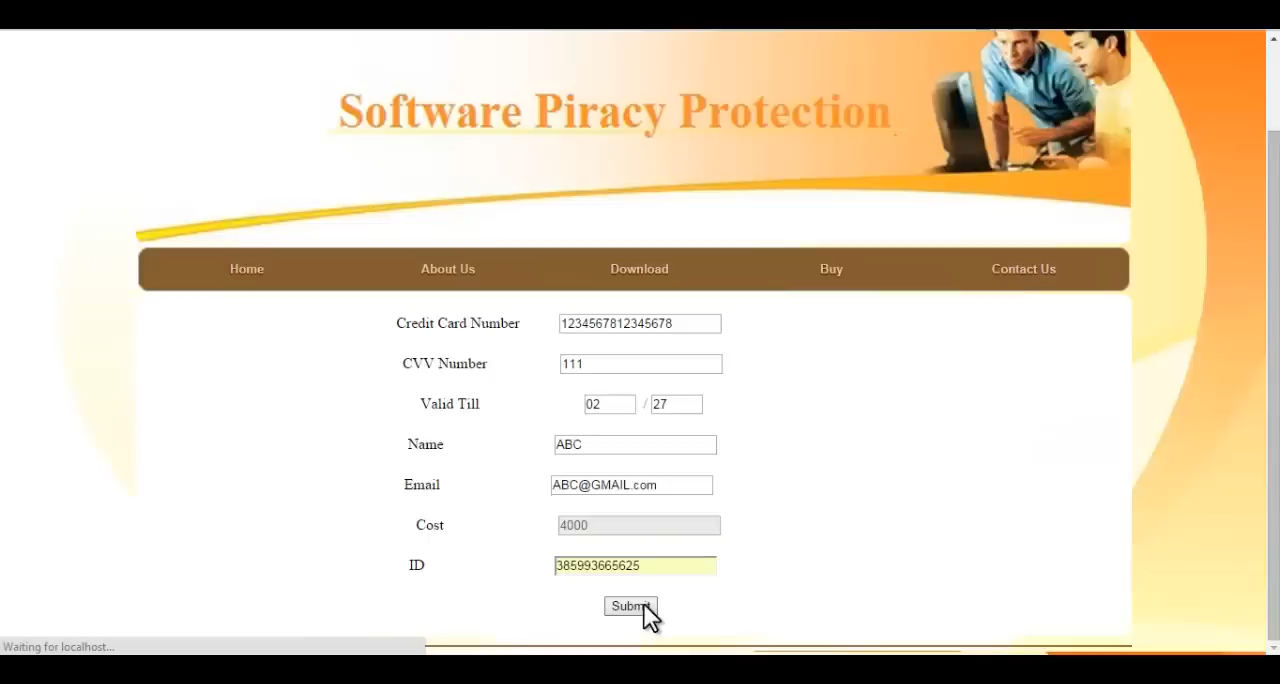 Software Piracy Protection
Home About Us Download Buy Contact Us
Credit Card Number 1234567812345678
CVV Number 111
Valid Till 02 / 27
Name ABC
Email ABC@GMAIL.com
Cost 4000
ID 385993665625
Submit
Waiting for localhost...